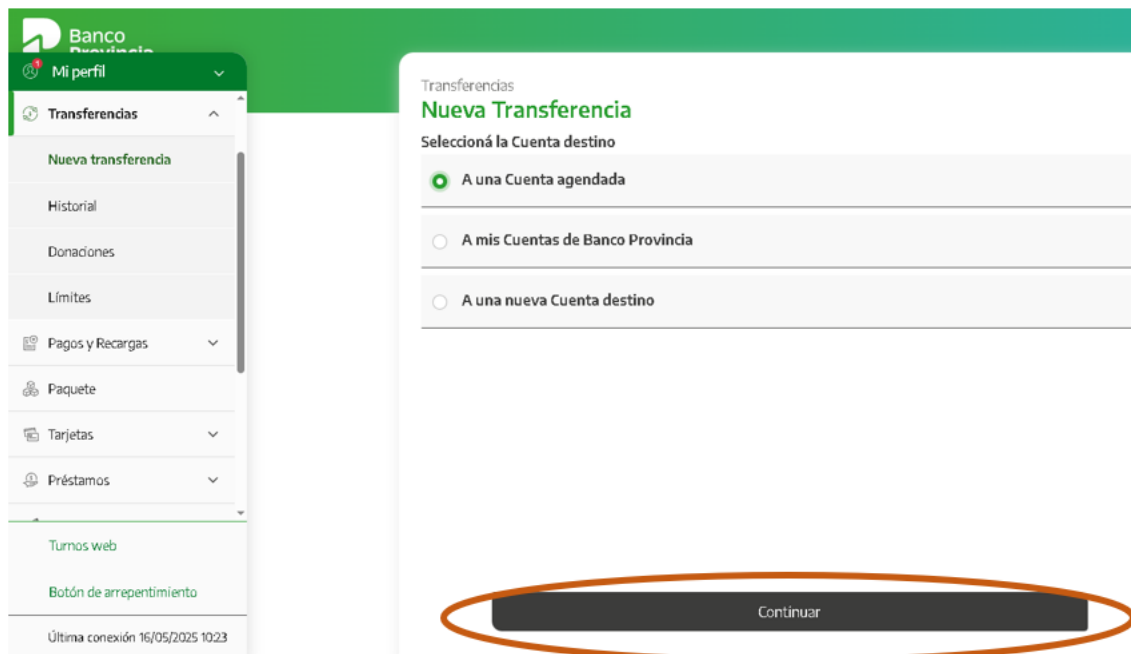 Banco
Provincia
1
Mi perfil
Transferencias
Nueva transferencia
Historial
Donaciones
Límites
Pagos y Recargas
Paquete
Tarjetas
Préstamos
Turnos web
Botón de arrepentimiento
Última conexión 16/05/2025 10:23
Transferencias
Nueva Transferencia
Seleccioná la Cuenta destino
A una Cuenta agendada
A mis Cuentas de Banco Provincia
A una nueva Cuenta destino
Continuar